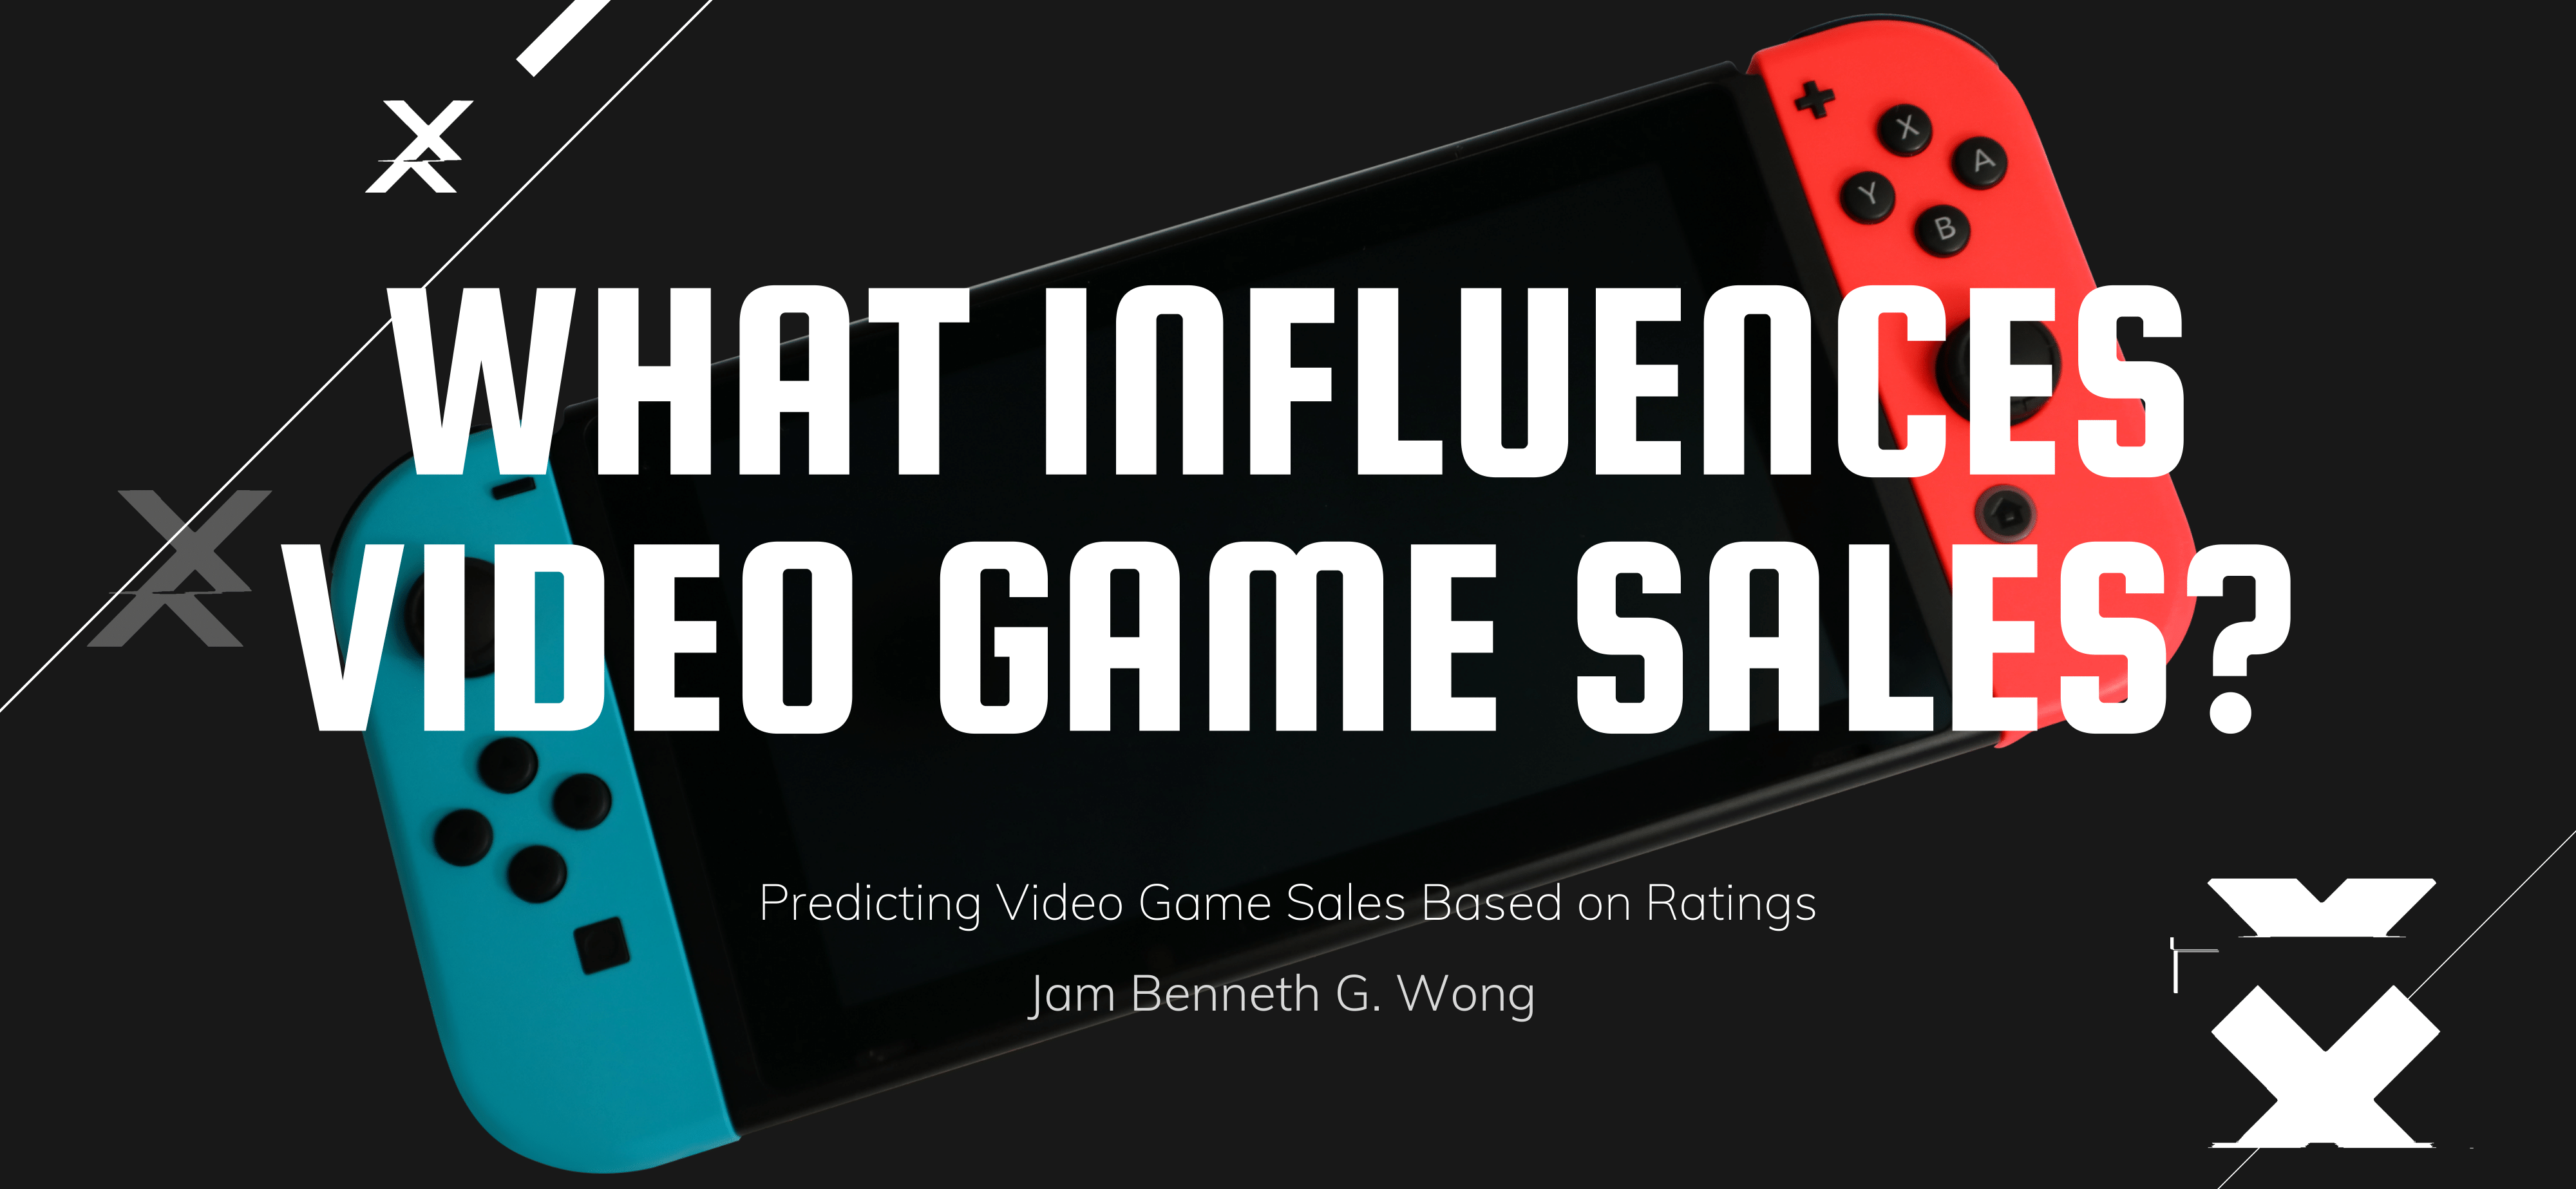 X
A
Y
B
WHAT INFLUENCES
VIDEO GAME SALES?
Predicting Video Game Sales Based on Ratings
Jam Benneth G. Wong